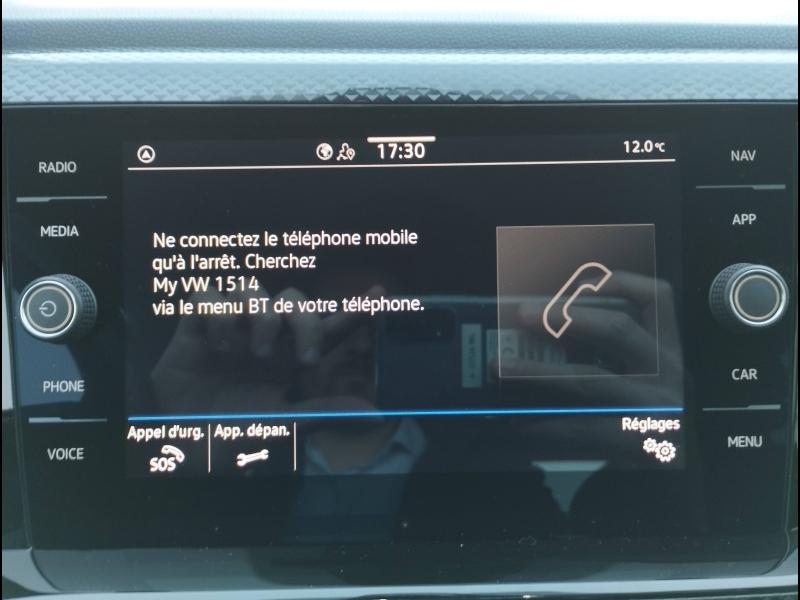 RADIO
MEDIA
PHONE
VOICE
17:30
12.0°C
Ne connectez le téléphone mobile
qu'à l'arrêt. Cherchez
My VW 1514
via le menu BT de votre téléphone.
Appel d'urg.
SOS
App. dépan.
Réglages
NAV
APP
CAR
MENU